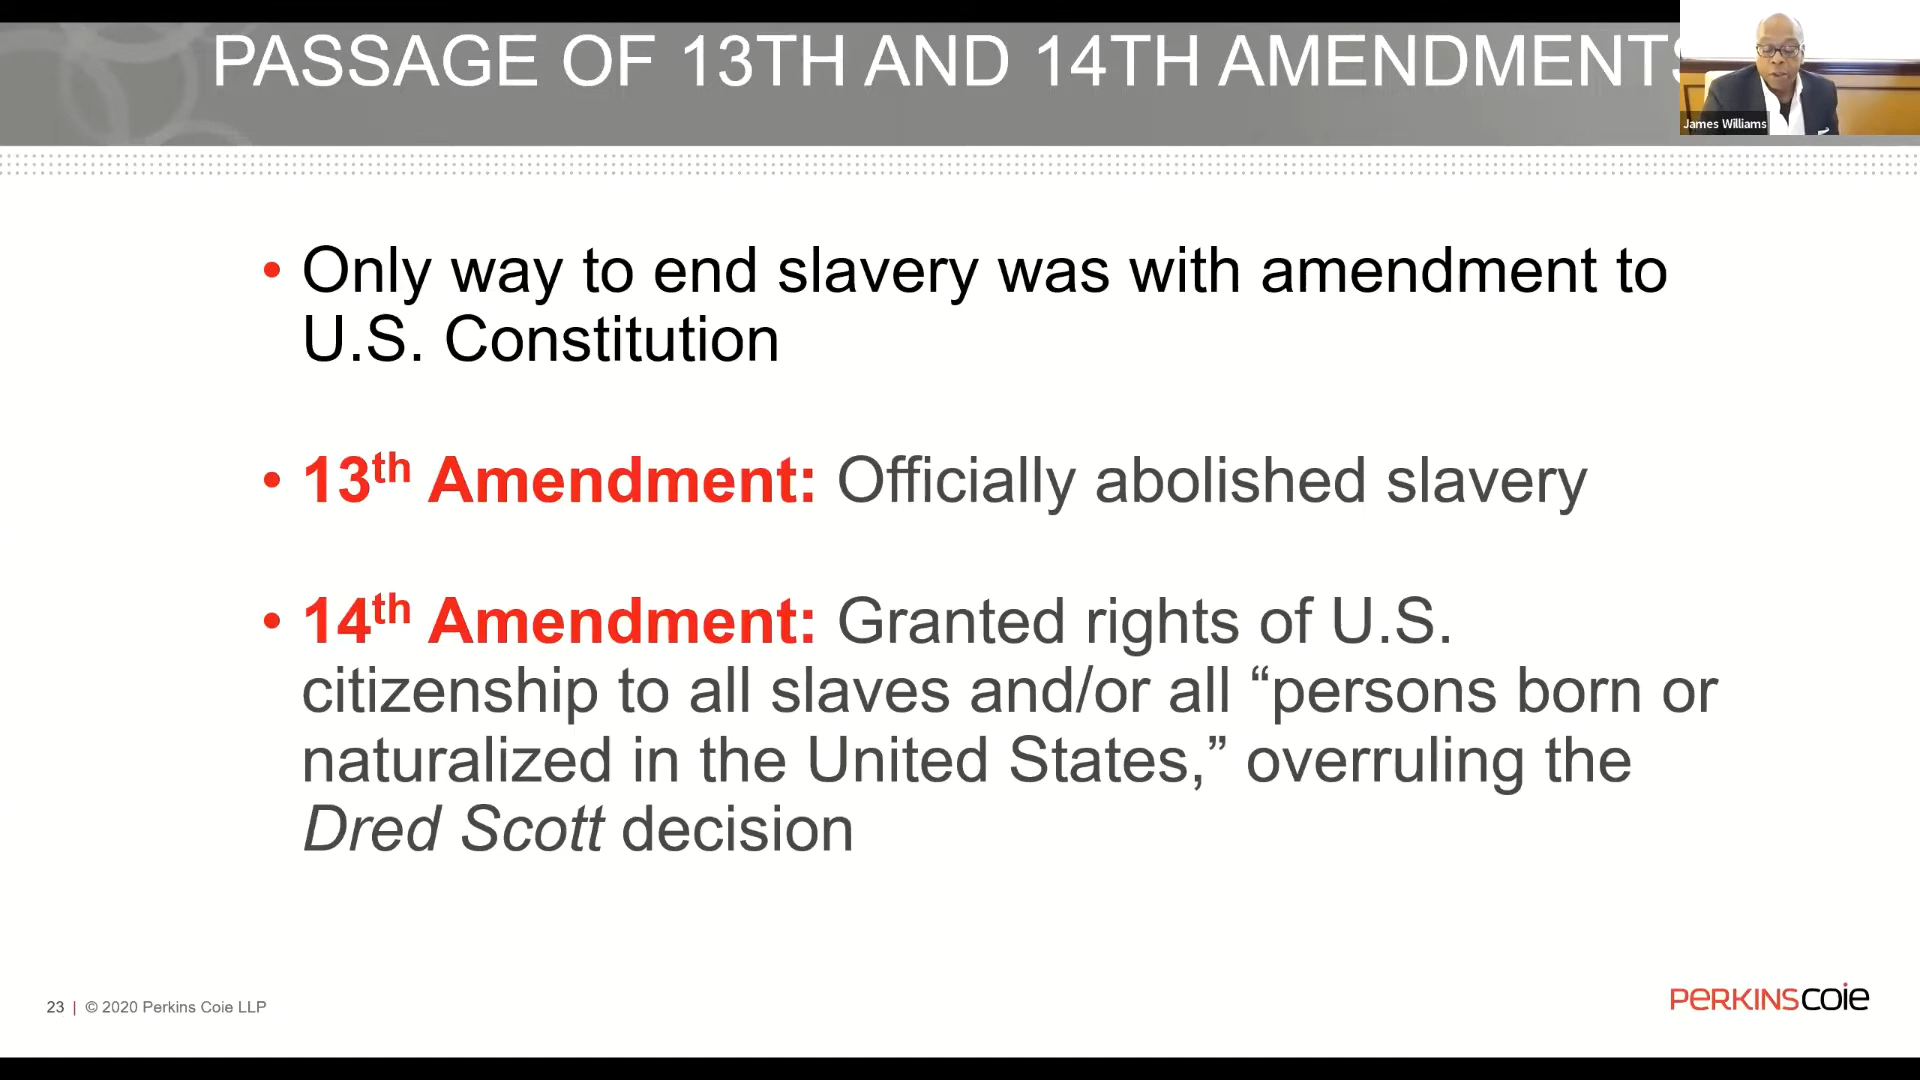 PASSAGE OF 13TH AND 14TH AMENDMENTS
James Williams
• Only way to end slavery was with amendment to
U.S. Constitution
• 13th Amendment: Officially abolished slavery
• 14th Amendment: Granted rights of U.S.
citizenship to all slaves and/or all “persons born or
naturalized in the United States,” overruling the
Dred Scott decision
23 | © 2020 Perkins Coie LLP
PERKINSCOIE